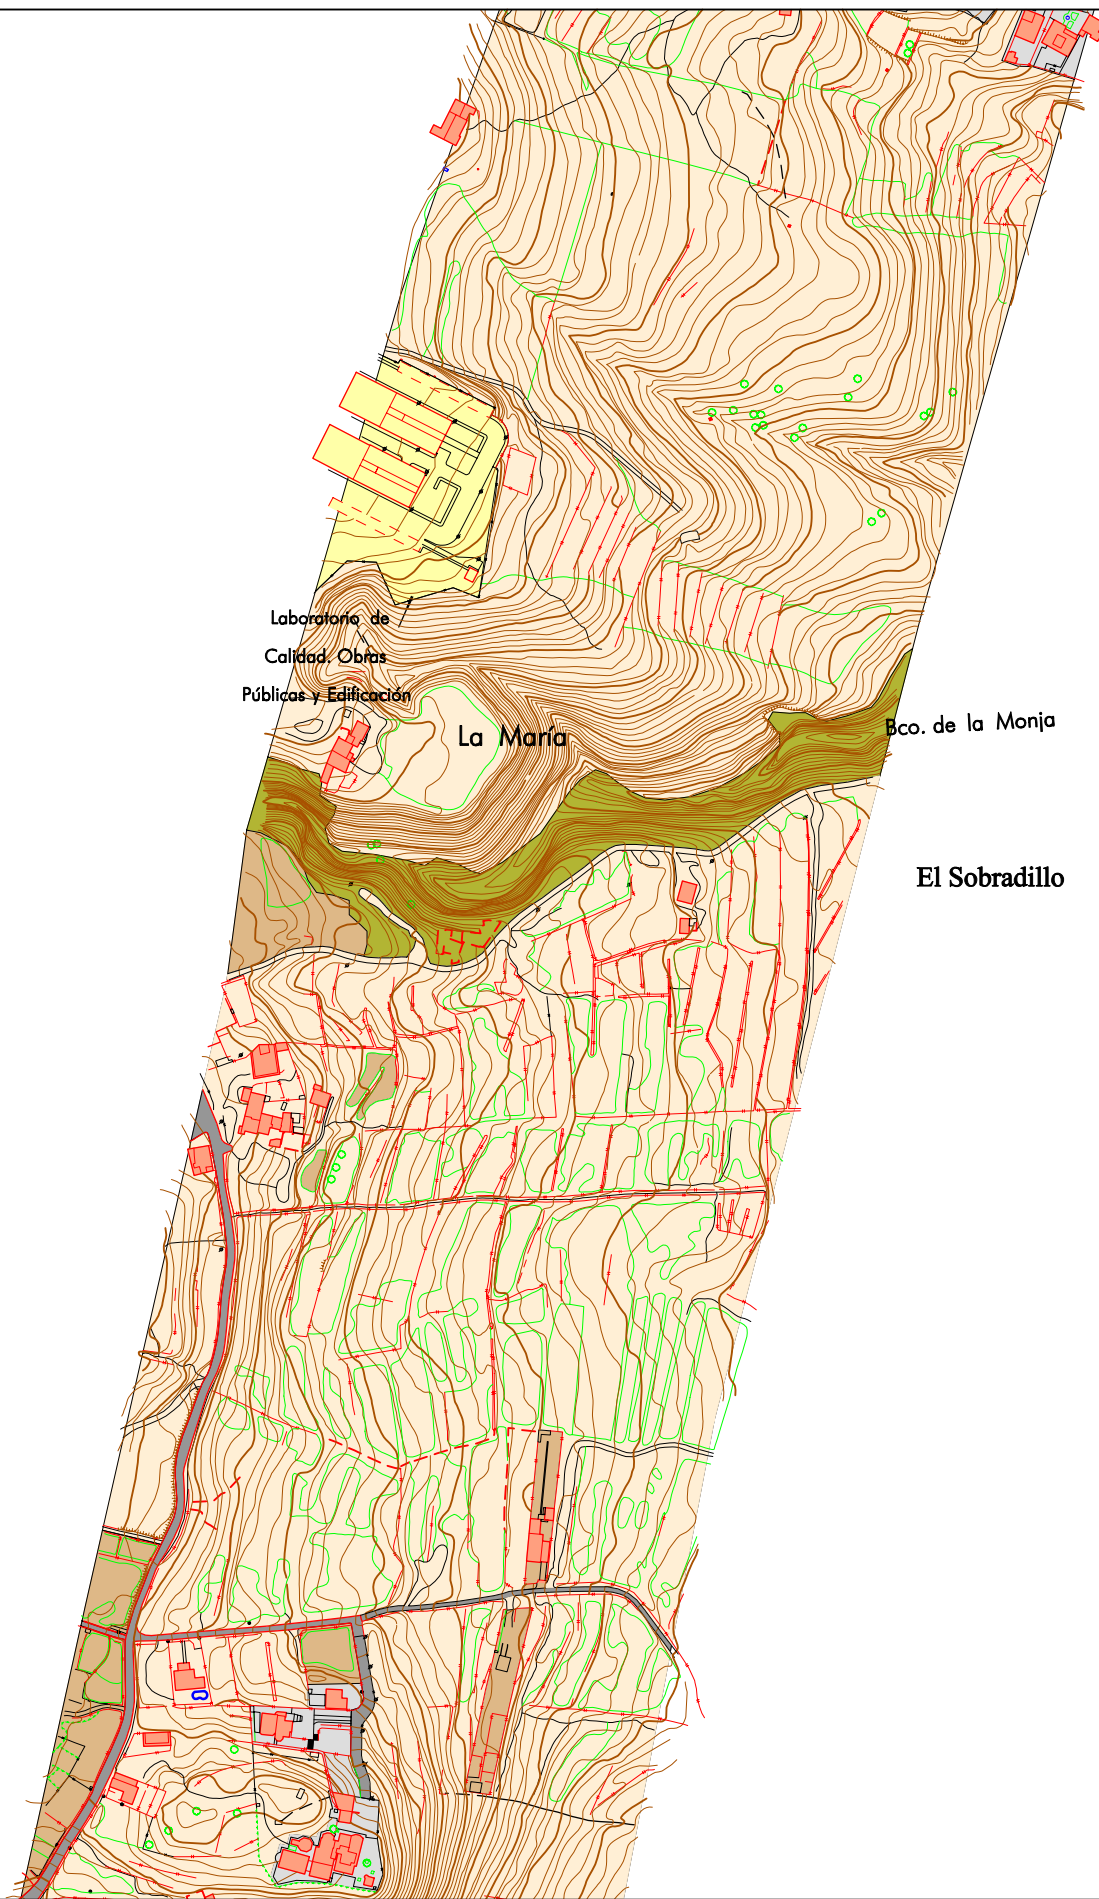 Laboratorio de
Calidad. Obras
Públicas y Edificación
La María
Bco. de la Monja
El Sobradillo